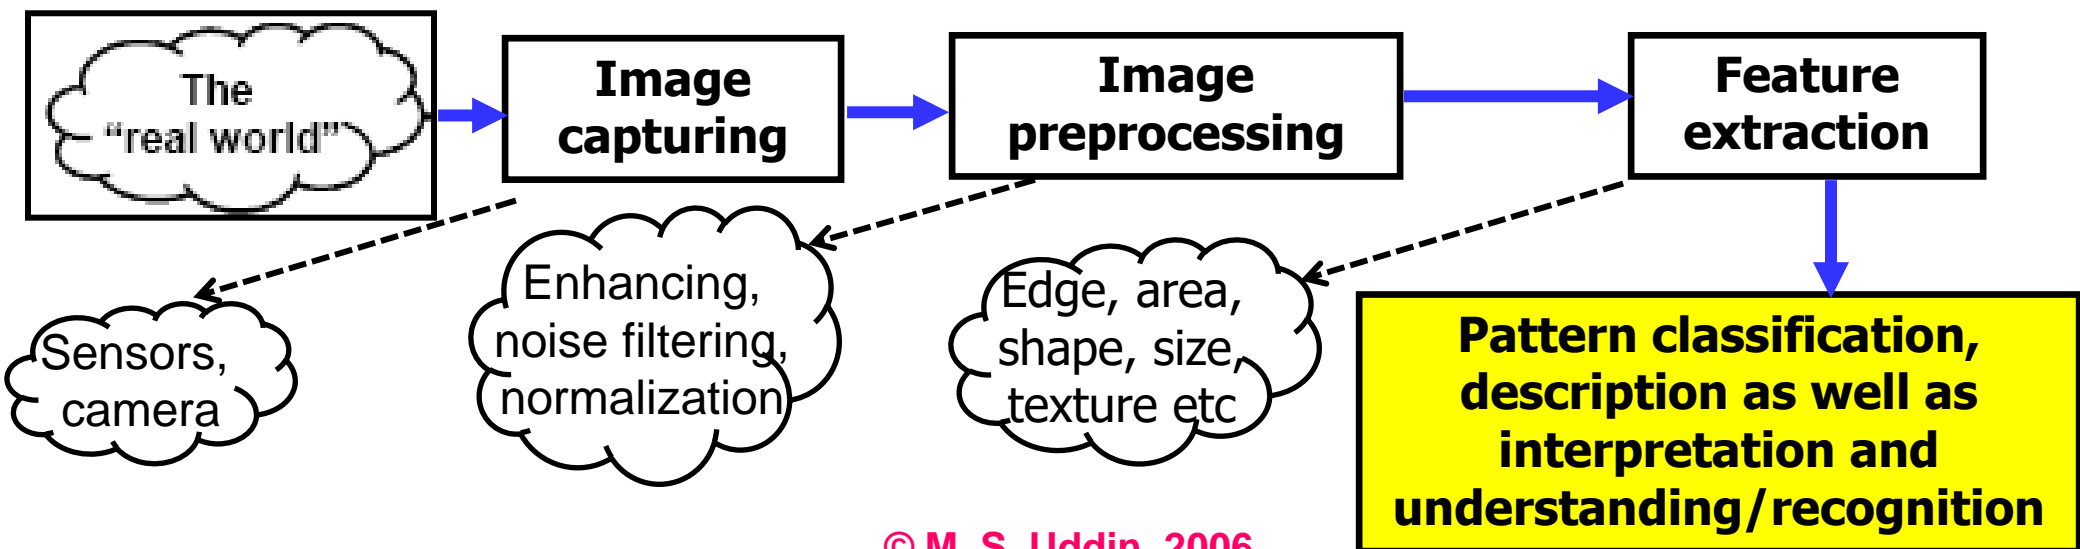 The
“real world”
Image
capturing
Image
preprocessing
Feature
extraction
Sensors,
camera
Enhancing,
noise filtering,
normalization
Edge, area,
shape, size,
texture etc
Pattern classification,
description as well as
interpretation and
understanding/recognition
© M. S. Uddin, 2006